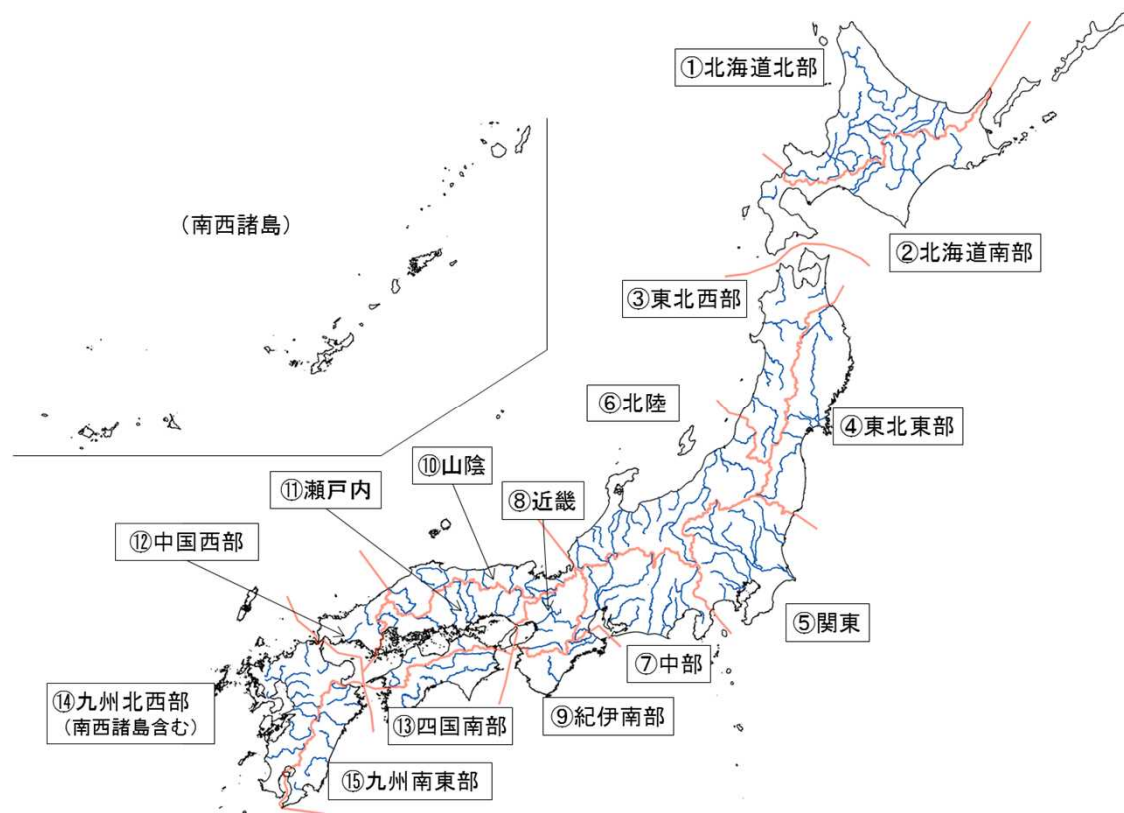 ①北海道北部
(南西諸島)
②北海道南部
③東北西部
⑥北陸
④東北東部
⑩山陰
⑪瀬戸内
⑧近畿
⑫中国西部
⑤関東
⑦中部
⑭九州北西部
(南西諸島含む)
⑨紀伊南部
⑬四国南部
⑮九州南東部